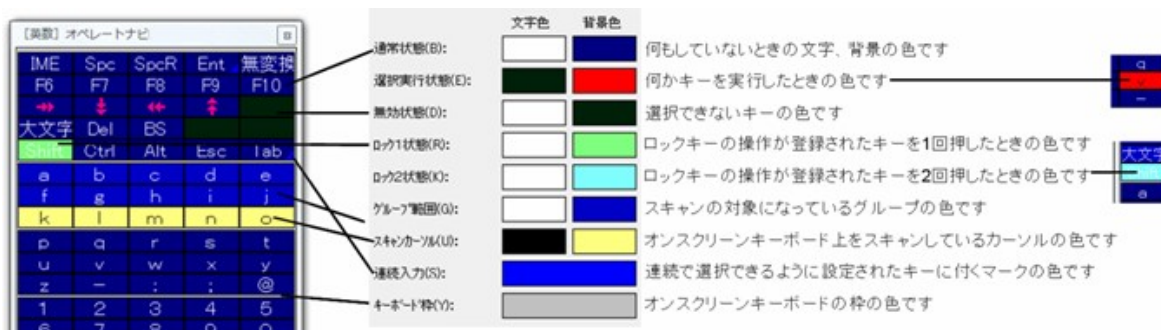 [英数] オペレートナビ
IME Spc SpcR Ent 無変換
F6 F7 F8 F9 F10
大文字 Del BS
Shift Ctrl Alt Esc Tab
a b c d e
f g h i j
k l m n o
p q r s t
u v w x y
z - : ; @
1 2 3 4 5
6 7 8 9 0
文字色 背景色
通常状態(B): 何もしていないときの文字、背景の色です
選択実行状態(E): 何かキーを実行したときの色です
無効状態(D): 選択できないキーの色です
ロック1状態(R): ロックキーの操作が登録されたキーを1回押したときの色です
ロック2状態(K): ロックキーの操作が登録されたキーを2回押したときの色です
グループ範囲(G): スキャンの対象になっているグループの色です
スキャンカーソル(U): オンスクリーンキーボード上をスキャンしているカーソルの色です
連続入力(S): 連続で選択できるように設定されたキーに付くマークの色です
キーボード枠(Y): オンスクリーンキーボードの枠の色です
q
v
-
大文字
Shift
a